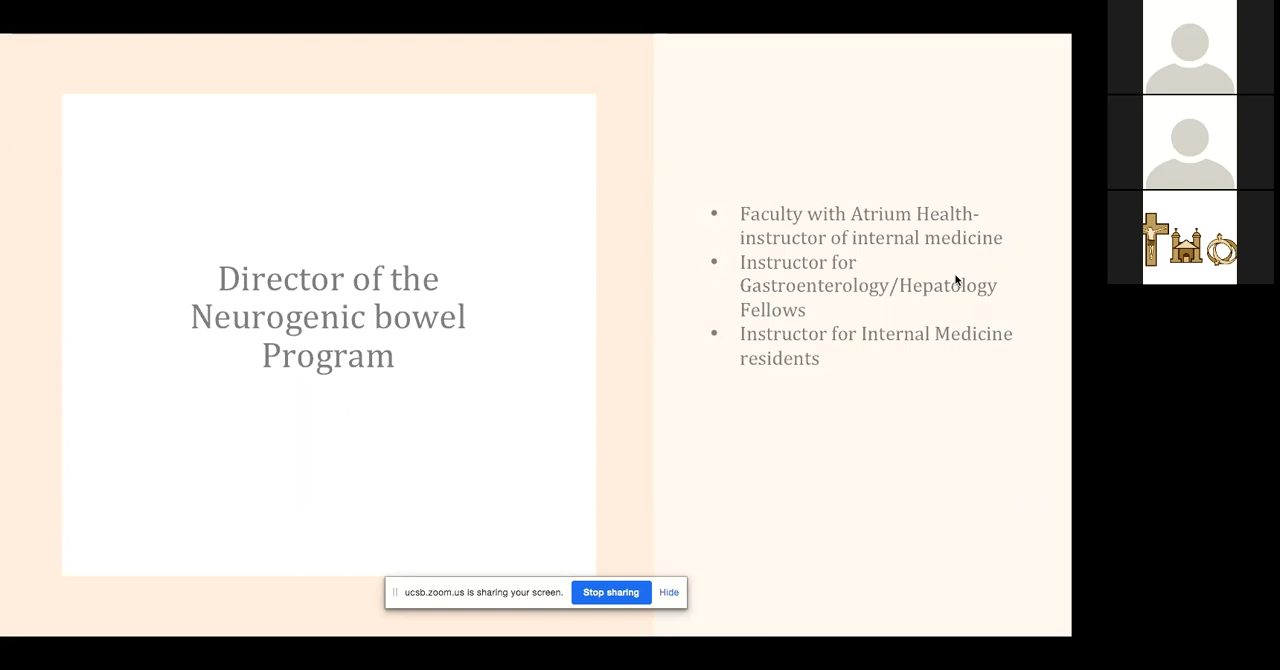 Director of the
Neurogenic bowel
Program
• Faculty with Atrium Health-
instructor of internal medicine
• Instructor for
Gastroenterology/Hepatology
Fellows
• Instructor for Internal Medicine
residents
ucsb.zoom.us is sharing your screen. Stop sharing Hide